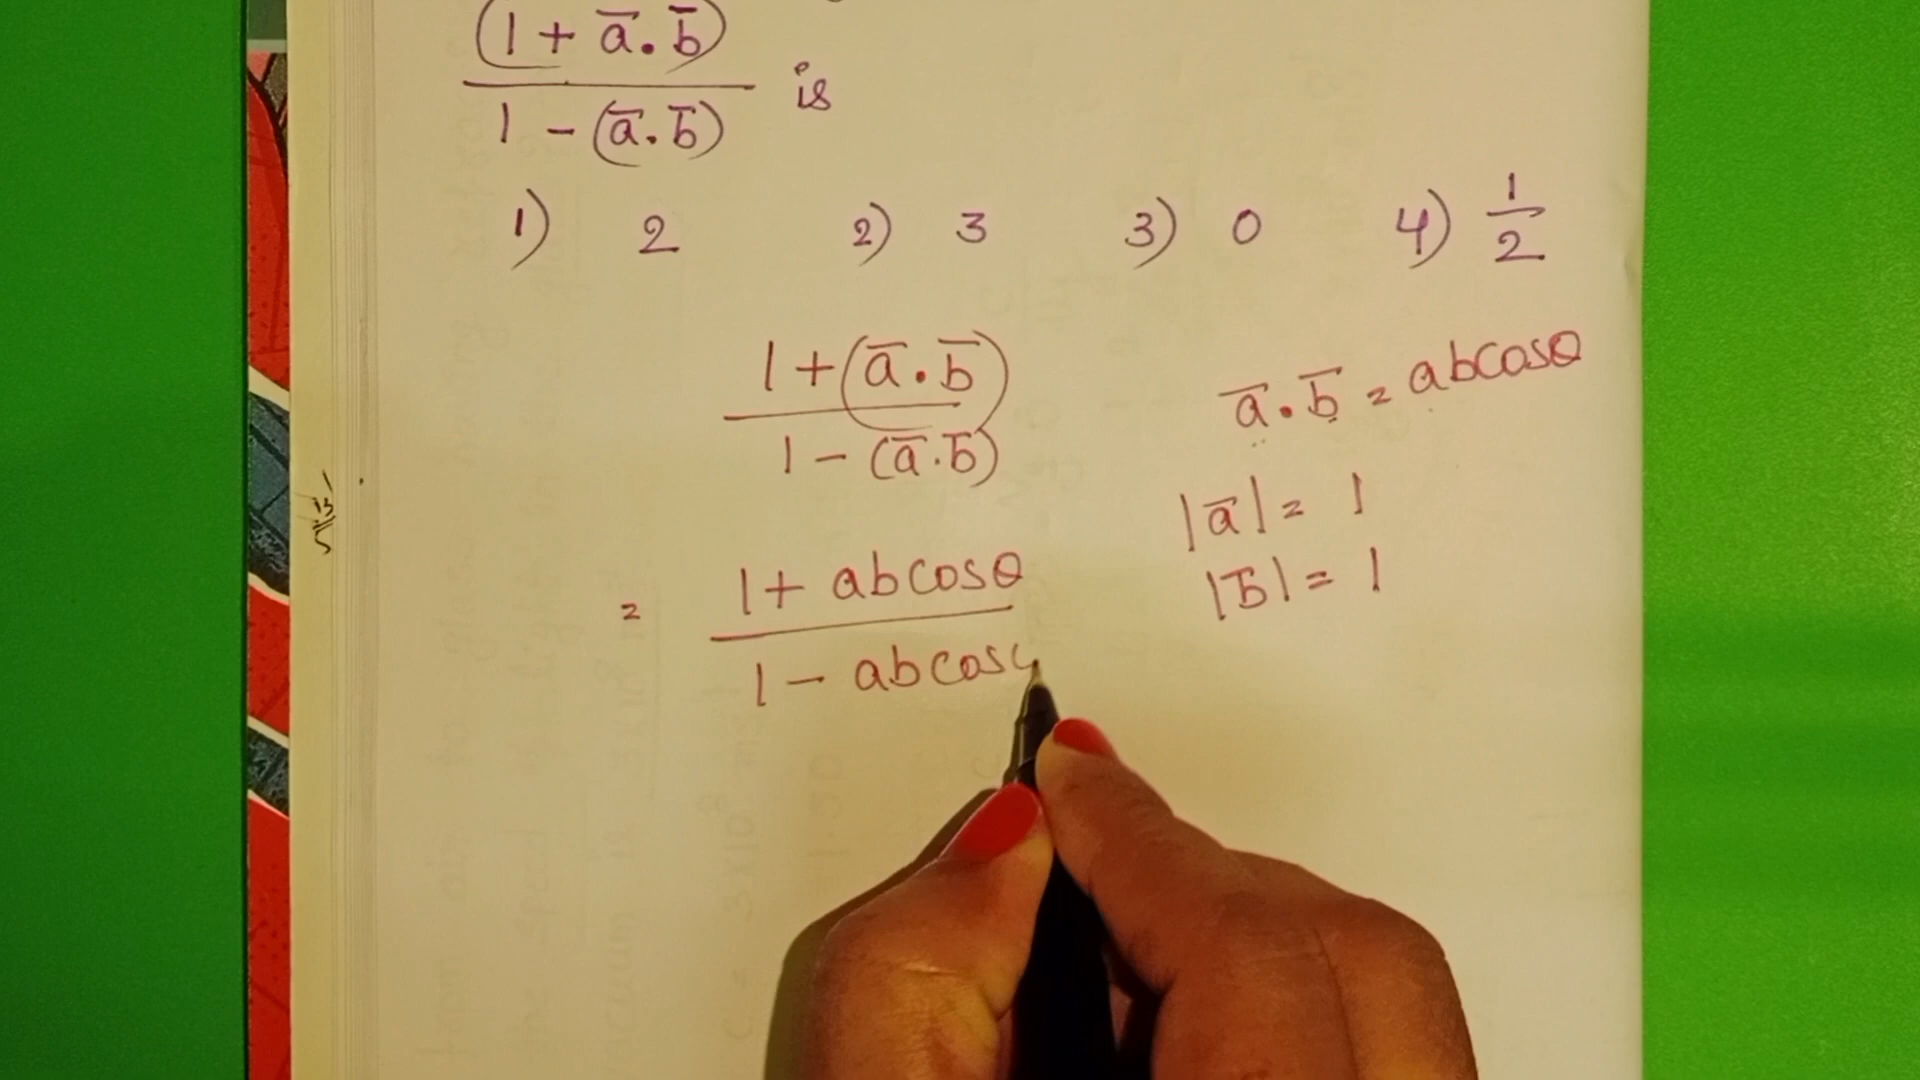 (1 + a̅ . b̅)
/ 1 - (a̅ . b̅) is
1) 2 2) 3 3) 0 4) 1/2
1 + (a̅ . b̅)
/ 1 - (a̅ . b̅)
a̅ . b̅ = abcosθ
|a̅| = 1
|b̅| = 1
= 1 + abcosθ
/ 1 - abcos